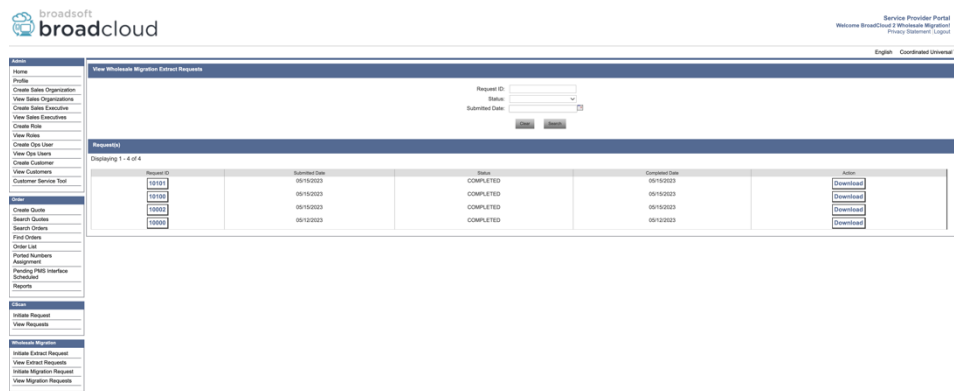 broadsoft
broadcloud
Service Provider Portal
Welcome BroadCloud 2 Wholesale Migration!
Privacy Statement | Logout
English Coordinated Universal
Admin
Home
Profile
Create Sales Organization
View Sales Organizations
Create Sales Executive
View Sales Executives
Create Role
View Roles
Create Ops User
View Ops Users
Create Customer
View Customers
Customer Service Tool
Order
Create Quote
Search Quotes
Search Orders
Find Orders
Order List
Ported Numbers
Assignment
Pending PMS Interface
Scheduled
Reports
CScan
Initiate Request
View Requests
Wholesale Migration
Initiate Extract Request
View Extract Requests
Initiate Migration Request
View Migration Requests
View Wholesale Migration Extract Requests
Request ID:
Status:
Submitted Date:
Clear Search
Request(s)
Displaying 1 - 4 of 4
Request ID Submitted Date Status Completed Date Action
10101 05/15/2023 COMPLETED 05/15/2023 Download
10100 05/15/2023 COMPLETED 05/15/2023 Download
10002 05/15/2023 COMPLETED 05/15/2023 Download
10000 05/12/2023 COMPLETED 05/12/2023 Download